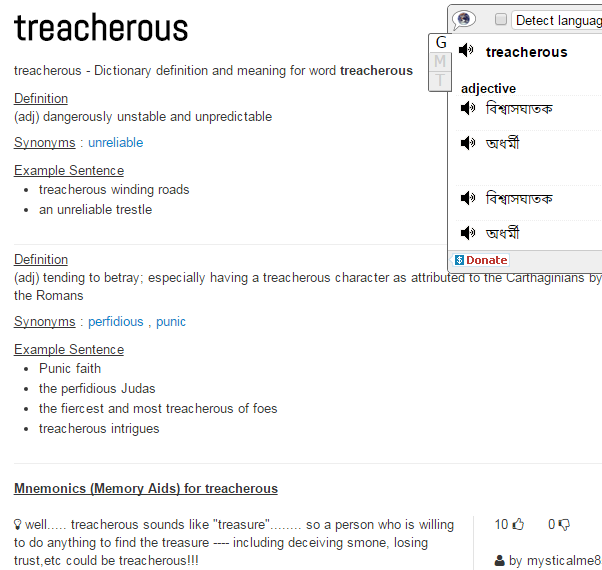 treacherous
treacherous - Dictionary definition and meaning for word treacherous
Definition
(adj) dangerously unstable and unpredictable
Synonyms : unreliable
Example Sentence
• treacherous winding roads
• an unreliable trestle
Definition
(adj) tending to betray; especially having a treacherous character as attributed to the Carthaginians by
the Romans
Synonyms : perfidious , punic
Example Sentence
• Punic faith
• the perfidious Judas
• the fiercest and most treacherous of foes
• treacherous intrigues
Mnemonics (Memory Aids) for treacherous
well..... treacherous sounds like "treasure"........ so a person who is willing
to do anything to find the treasure ---- including deceiving smone, losing
trust,etc could be treacherous!!!
10 0
by mysticalme8
Detect languag
G
M
T
treacherous
adjective
বিশ্বাসঘাতক
অধর্মী
বিশ্বাসঘাতক
অধর্মী
$ Donate